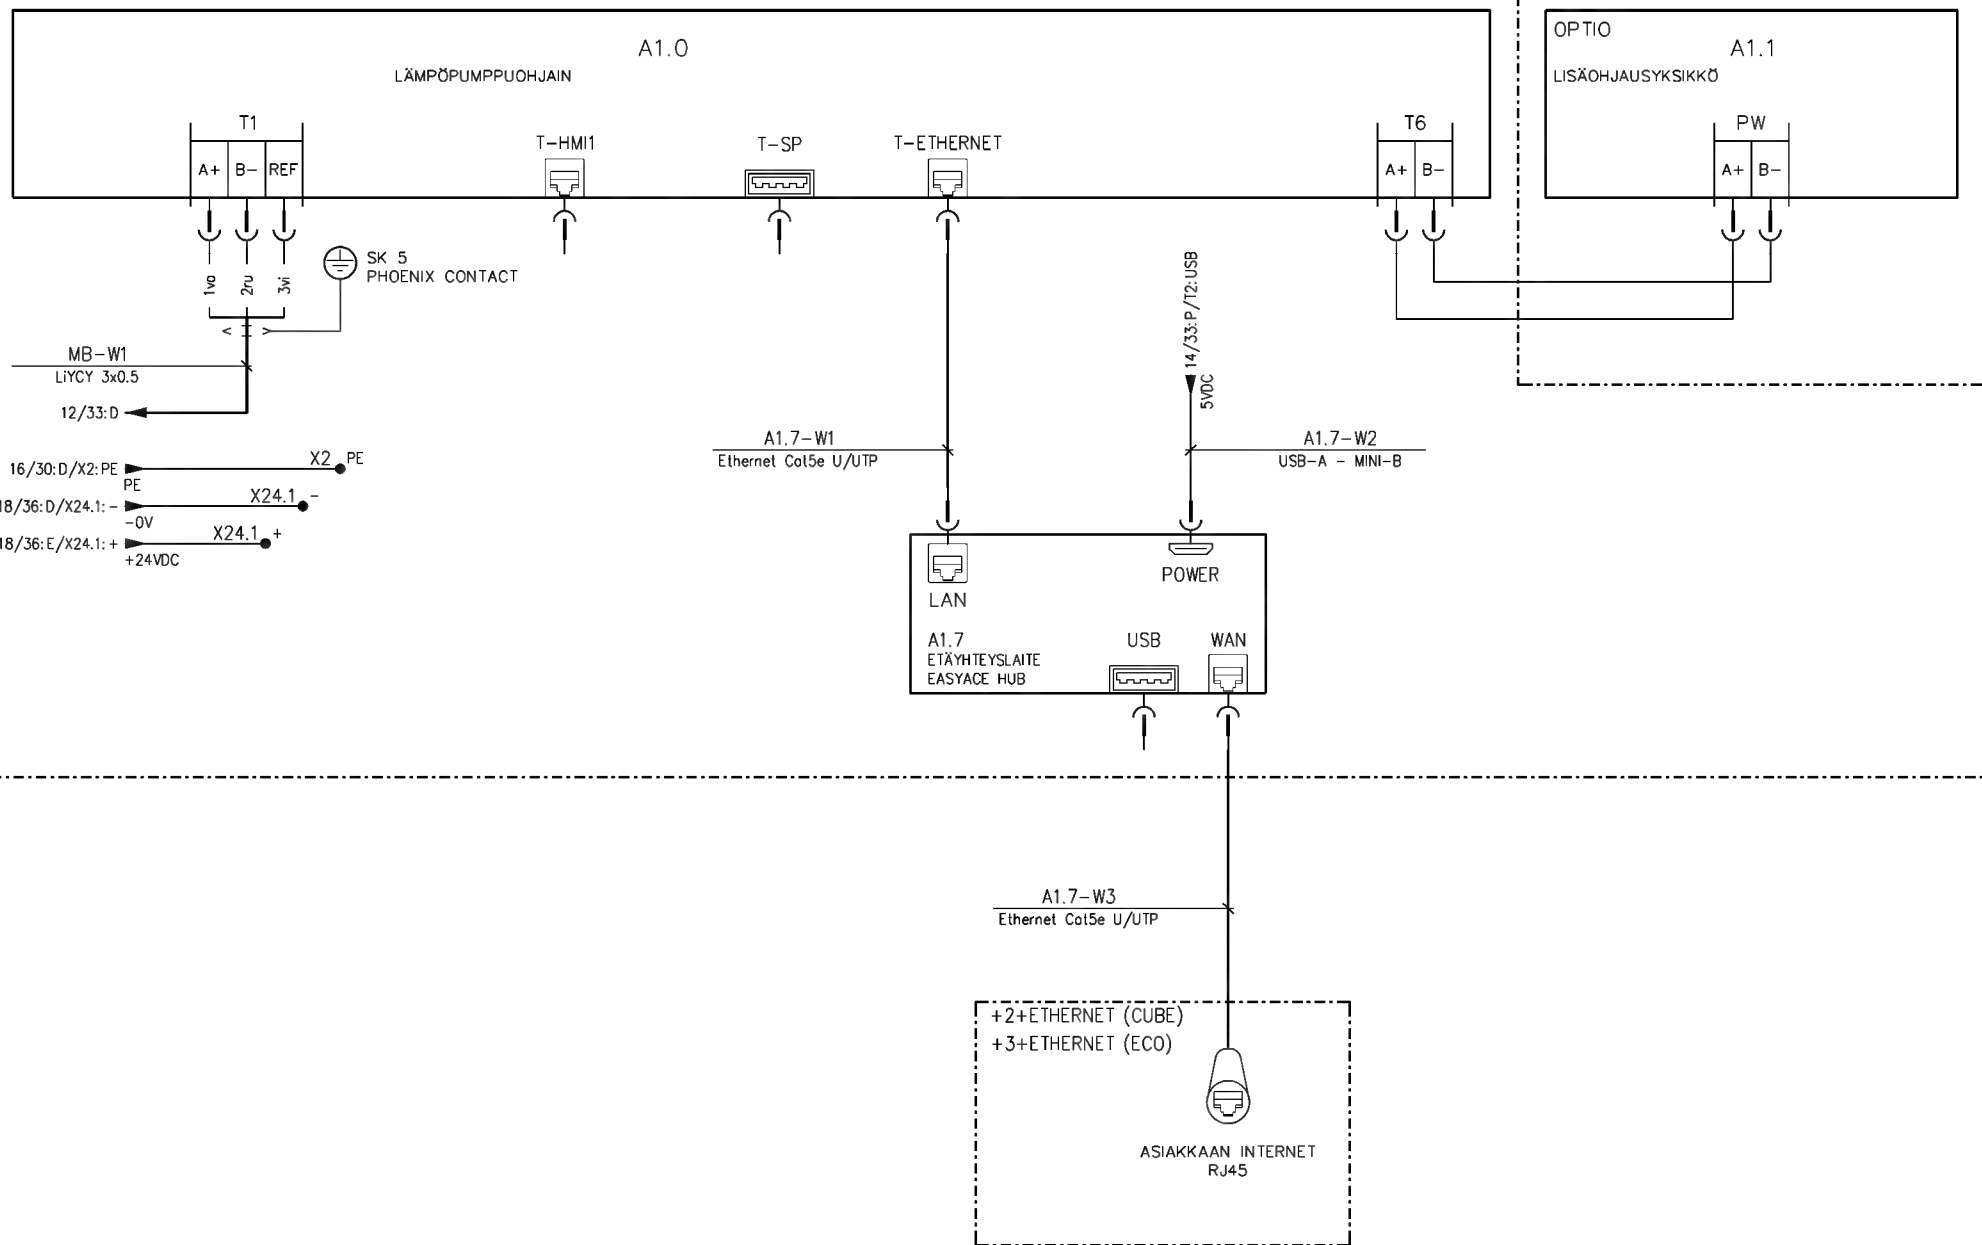 A1.0
LÄMPÖPUMPPUOHJAIN
T1
A+ B- REF
T-HMI1
T-SP
T-ETHERNET
T6
A+ B-
OPTIO
A1.1
LISÄOHJAUSYKSIKKÖ
PW
A+ B-
1va
2ru
3vi
SK 5
PHOENIX CONTACT
< >
MB-W1
LiYCY 3x0.5
12/33:D
16/30:D/X2:PE
PE
X2 PE
18/36:D/X24.1:-
-0V
X24.1 -
18/36:E/X24.1:+
+24VDC
X24.1 +
A1.7-W1
Ethernet Cat5e U/UTP
14/33:P/T2:USB
5VDC
A1.7-W2
USB-A - MINI-B
LAN
POWER
A1.7
ETÄYHTEYSLAITE
EASYACE HUB
USB
WAN
A1.7-W3
Ethernet Cat5e U/UTP
+2+ETHERNET (CUBE)
+3+ETHERNET (ECO)
ASIAKKAAN INTERNET
RJ45